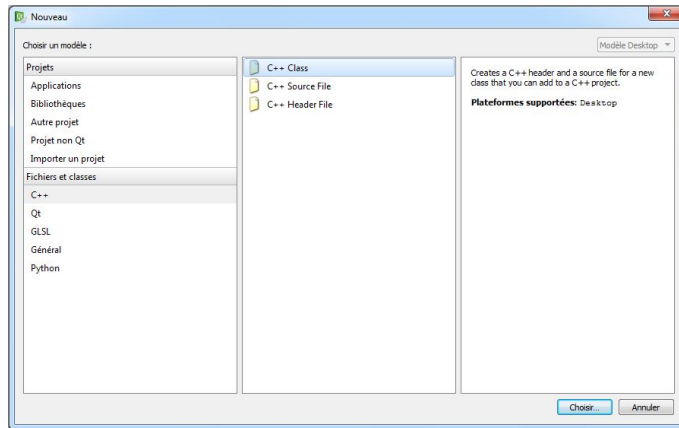 Nouveau
Choisir un modèle :
Modèle Desktop
Projets
Applications
Bibliothèques
Autre projet
Projet non Qt
Importer un projet
Fichiers et classes
C++
Qt
GLSL
Général
Python
C++ Class
C++ Source File
C++ Header File
Creates a C++ header and a source file for a new
class that you can add to a C++ project.
Plateformes supportées: Desktop
Choisir...
Annuler